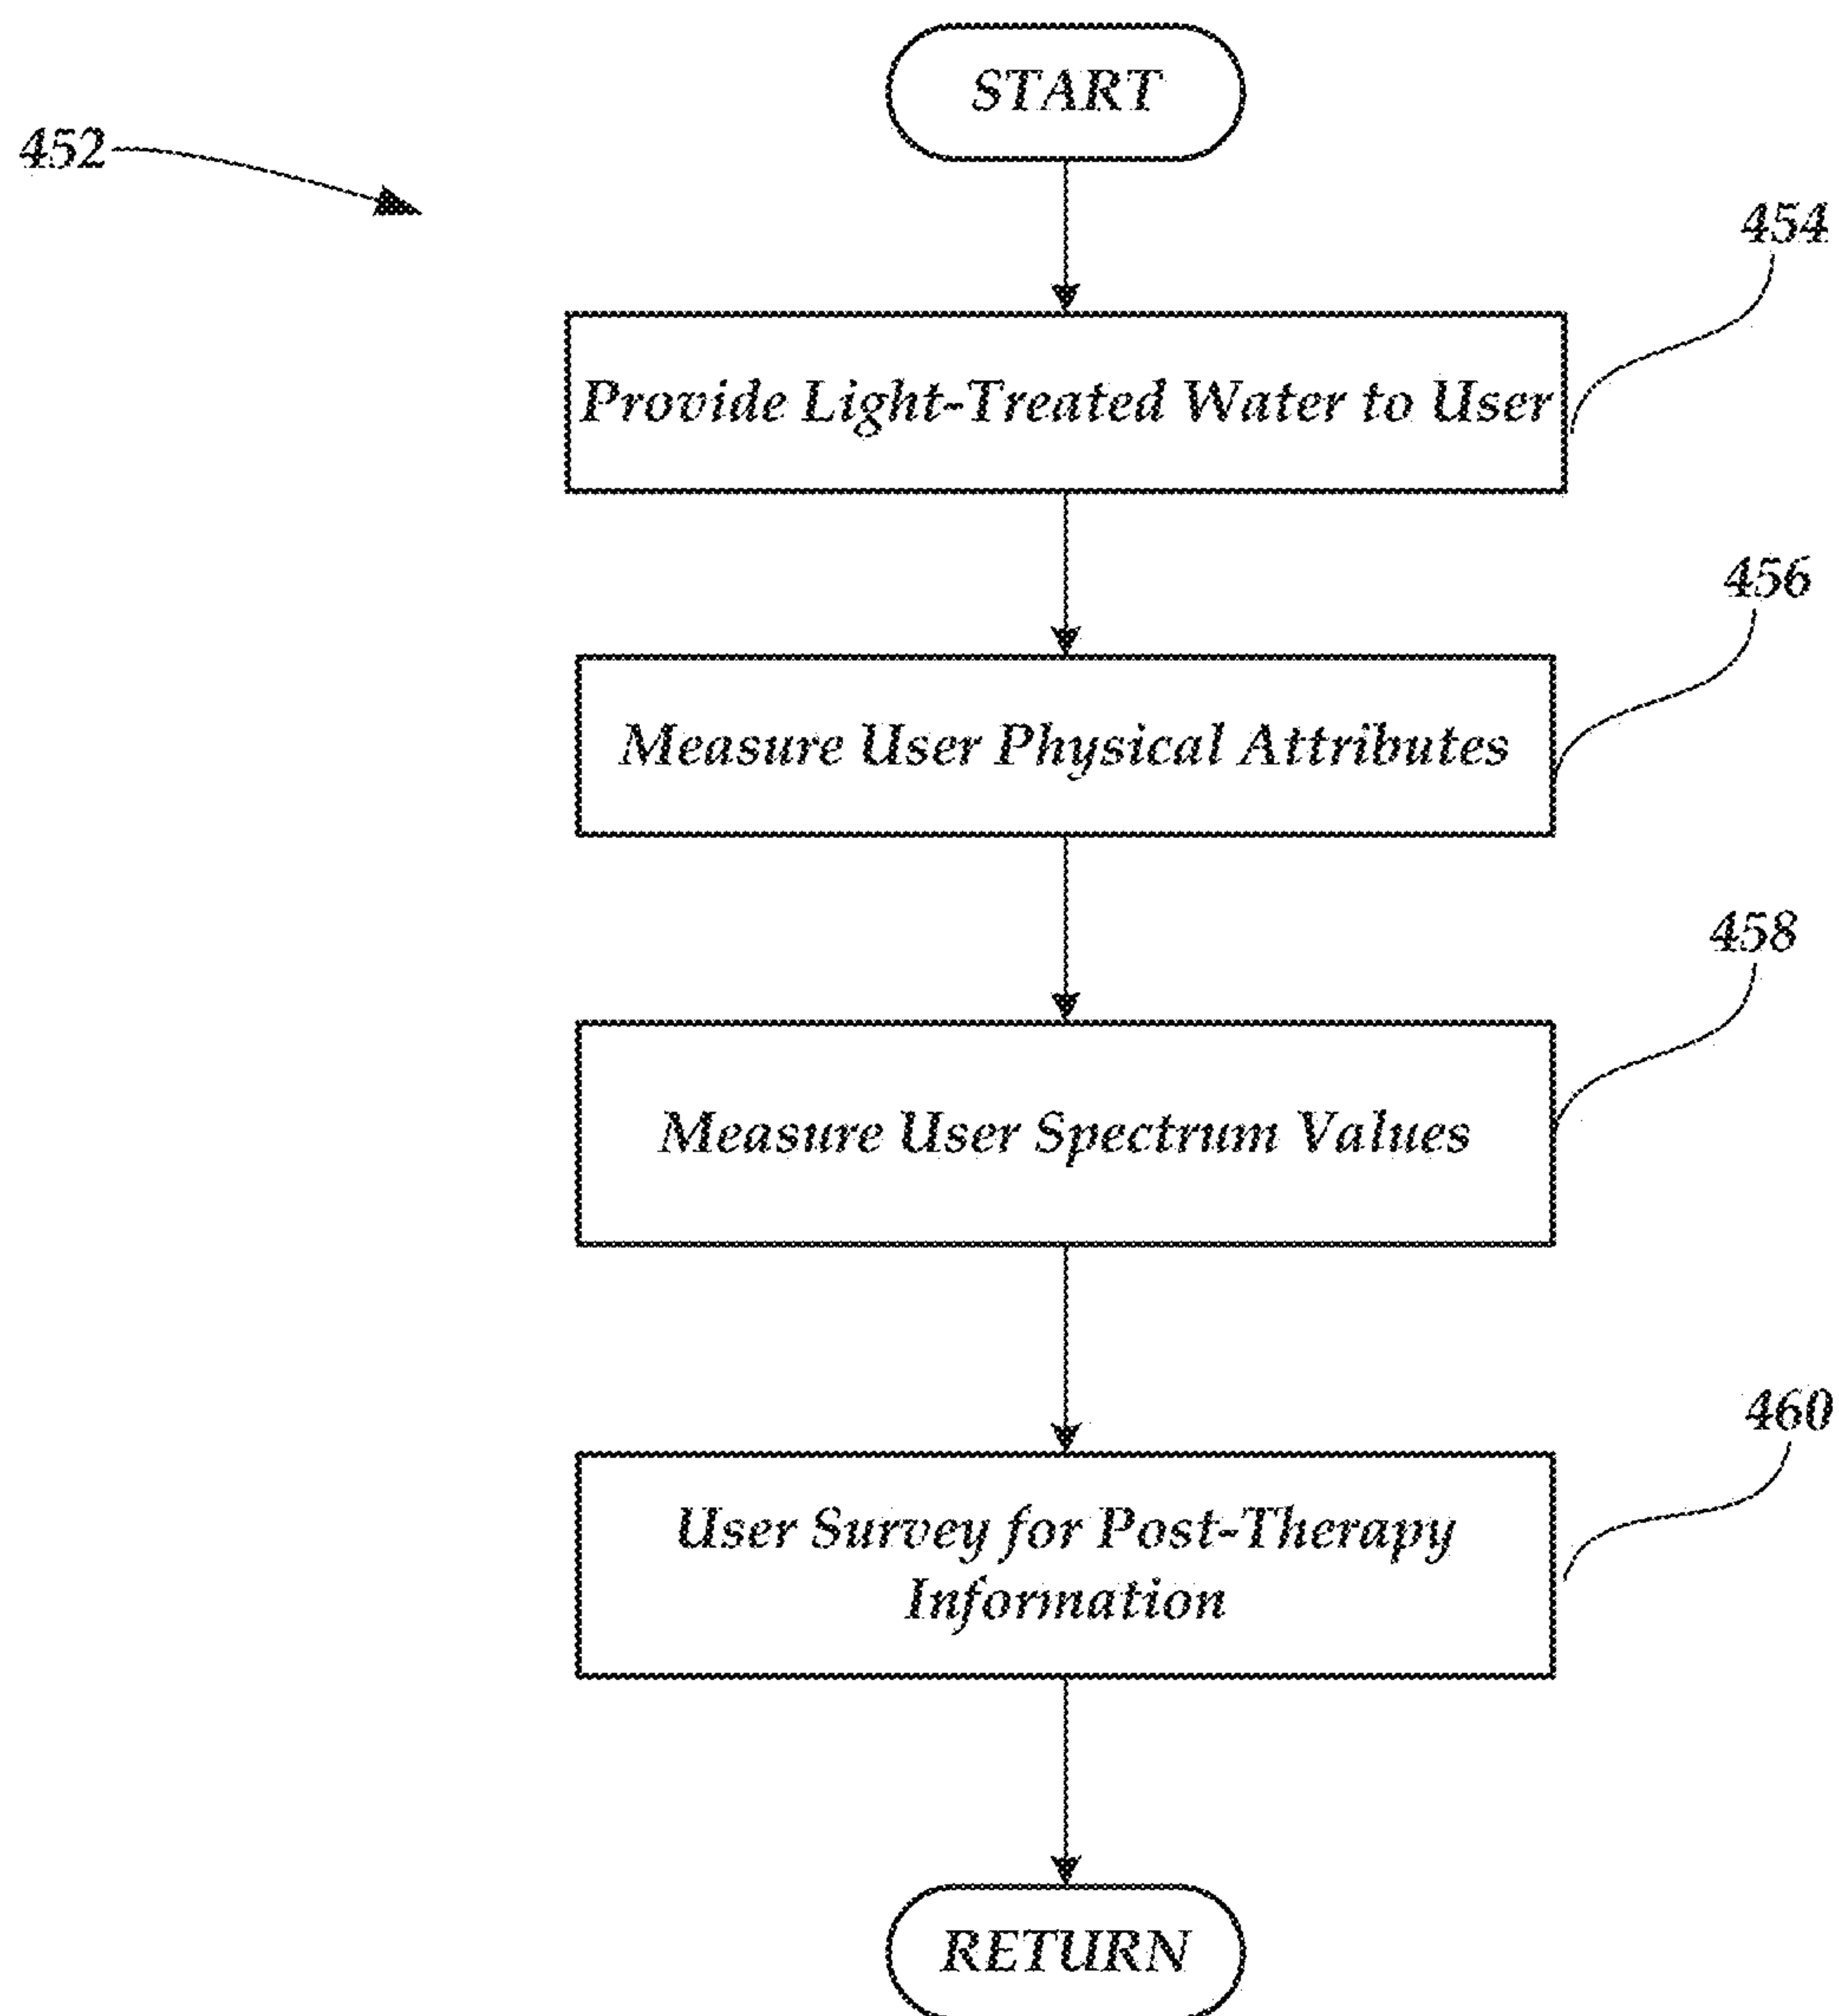 START
452
454
Provide Light-Treated Water to User
456
Measure User Physical Attributes
458
Measure User Spectrum Values
460
User Survey for Post-Therapy
Information
RETURN